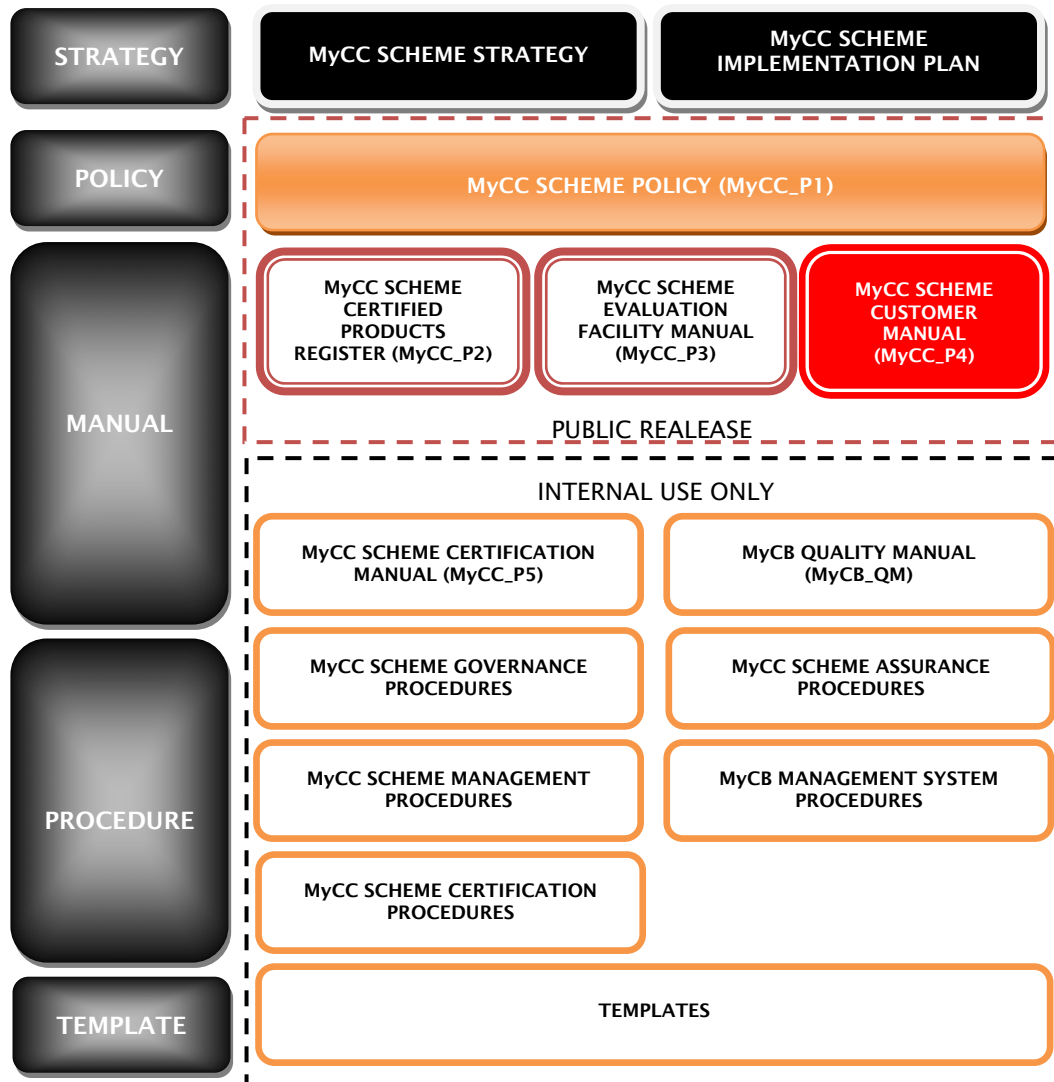 STRATEGY
MyCC SCHEME STRATEGY
MyCC SCHEME
IMPLEMENTATION PLAN
POLICY
MyCC SCHEME POLICY (MyCC_P1)
MANUAL
MyCC SCHEME
CERTIFIED
PRODUCTS
REGISTER (MyCC_P2)
MyCC SCHEME
EVALUATION
FACILITY MANUAL
(MyCC_P3)
MyCC SCHEME
CUSTOMER
MANUAL
(MyCC_P4)
PUBLIC REALEASE
INTERNAL USE ONLY
MyCC SCHEME CERTIFICATION
MANUAL (MyCC_P5)
MyCB QUALITY MANUAL
(MyCB_QM)
PROCEDURE
MyCC SCHEME GOVERNANCE
PROCEDURES
MyCC SCHEME ASSURANCE
PROCEDURES
MyCC SCHEME MANAGEMENT
PROCEDURES
MyCB MANAGEMENT SYSTEM
PROCEDURES
MyCC SCHEME CERTIFICATION
PROCEDURES
TEMPLATE
TEMPLATES